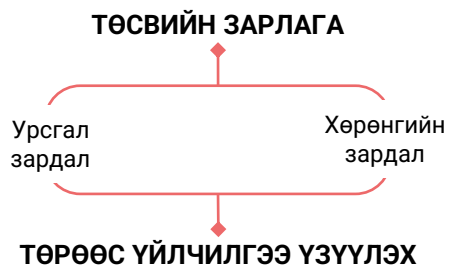 ТӨСВИЙН ЗАРЛАГА
Урсгал
зардал
Хөрөнгийн
зардал
ТӨРӨӨС ҮЙЛЧИЛГЭЭ ҮЗҮҮЛЭХ